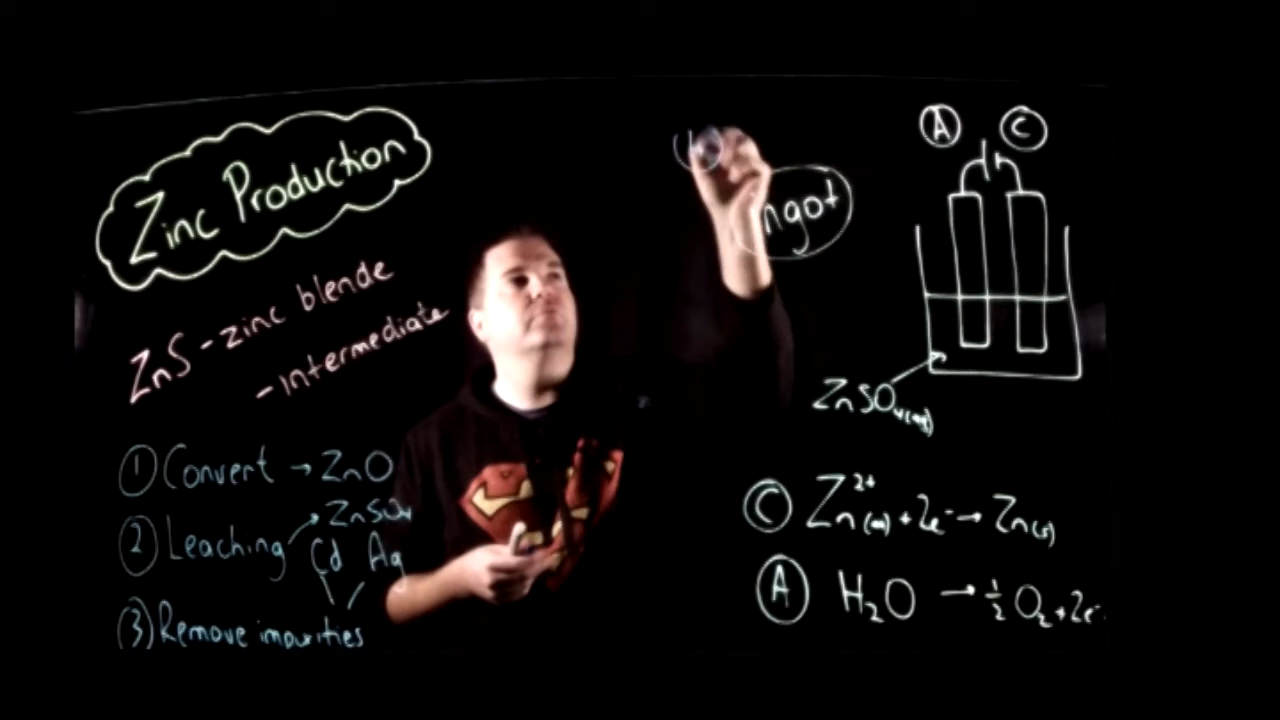 Zinc Production
ZnS - zinc blende
- intermediate
① Convert → ZnO
② Leaching → ZnSO₄
Cd Ag
③ Remove impurities
A C
ZnSO₄(aq)
Ⓒ Zn²⁺(aq) + 2e⁻ → Zn(s)
Ⓐ H₂O → ½ O₂ + 2e⁻